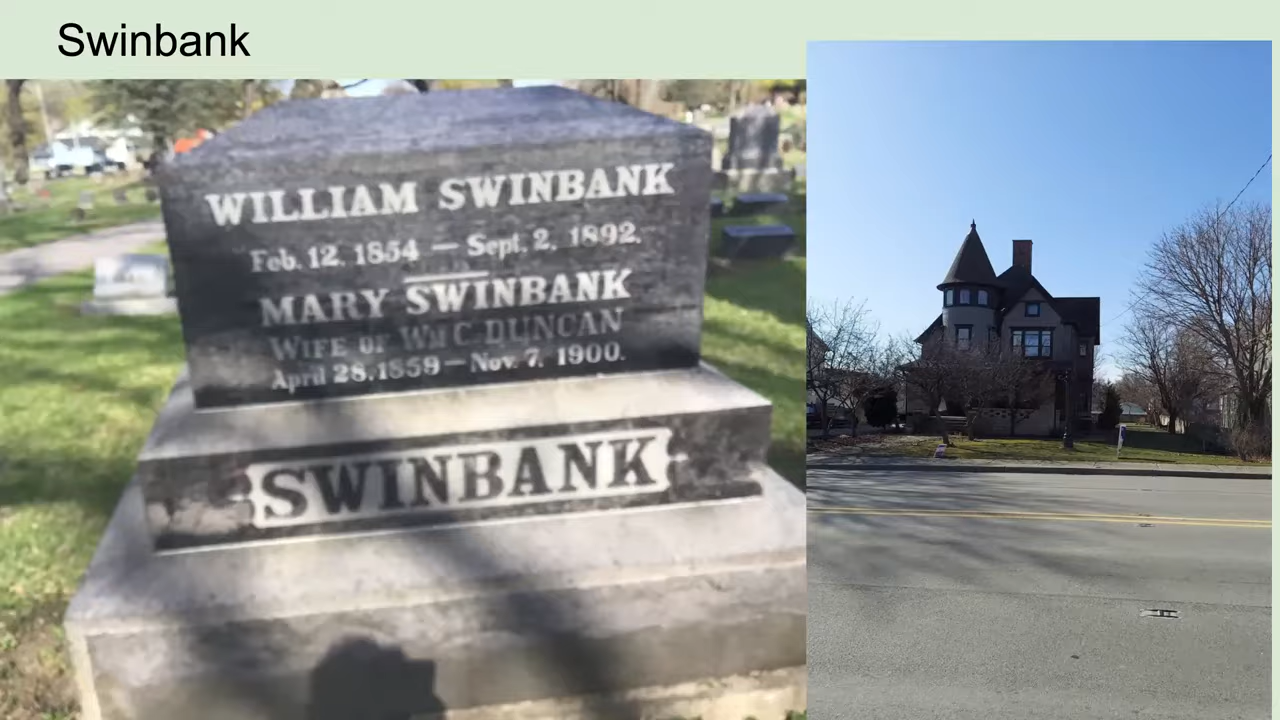 Swinbank
WILLIAM SWINBANK
Feb. 12. 1854 — Sept. 2, 1892.
MARY SWINBANK
WIFE OF WM C. DUNCAN
April 28, 1859 — Nov. 7, 1900.
SWINBANK